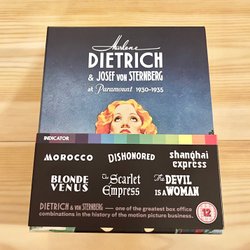 Marlene
DIETRICH
& JOSEF VON STERNBERG
at Paramount 1930-1935
INDICATOR
MOROCCO
DISHONORED
shanghai
express
BLONDE
VENUS
The Scarlet
Empress
The DEVIL
IS A WOMAN
DIETRICH & VON STERNBERG — one of the greatest box office
combinations in the history of the motion picture business.
12